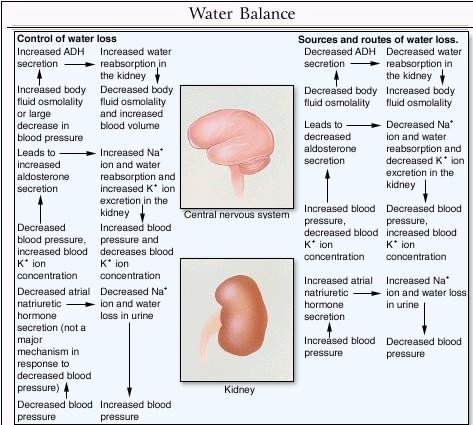 Water Balance
Control of water loss
Increased ADH
secretion
Increased water
reabsorption in
the kidney
Increased body
fluid osmolality
or large
decrease in
blood pressure
Decreased body
fluid osmolality
and increased
blood volume
Leads to
increased
aldosterone
secretion
Increased Na+
ion and water
reabsorption and
increased K+ ion
excretion in the
kidney
Decreased
blood pressure,
increased blood
K+ ion
concentration
Increased blood
pressure and
decreases blood
K+ ion
concentration
Decreased atrial
natriuretic
hormone
secretion (not a
major
mechanism in
response to
decreased blood
pressure)
Decreased Na+
ion and water
loss in urine
Decreased blood
pressure
Increased blood
pressure
Central nervous system
Kidney
Sources and routes of water loss.
Decreased ADH
secretion
Decreased water
reabsorption in
the kidney
Decreased body
fluid osmolality
Increased body
fluid osmolality
Leads to
decreased
aldosterone
secretion
Decreased Na+
ion and water
reabsorption and
decreased K+ ion
excretion in the
kidney
Increased blood
pressure,
decreased blood
K+ ion
concentration
Decreased blood
pressure,
increased blood
K+ ion
concentration
Increased atrial
natriuretic
hormone
secretion
Increased Na+
ion and water loss
in urine
Increased blood
pressure
Decreased blood
pressure